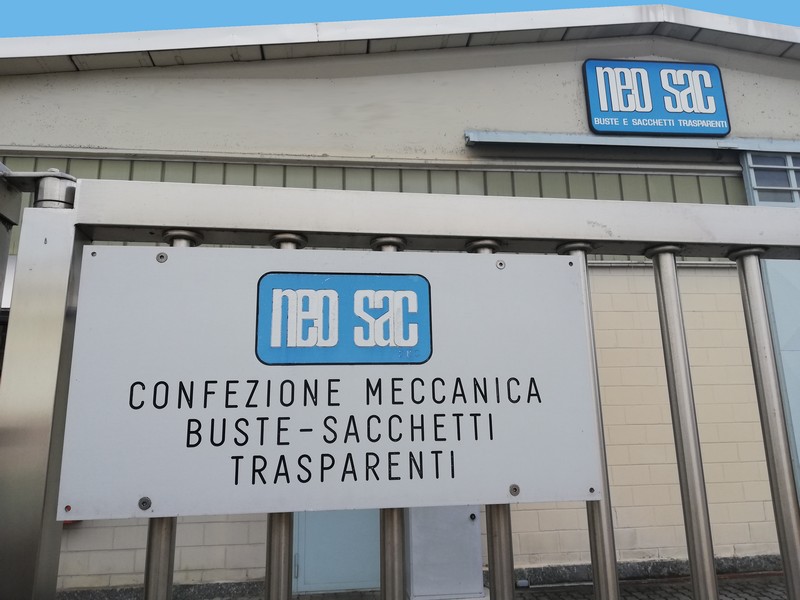 neo sac
BUSTE E SACCHETTI TRASPARENTI
neo sac
CONFEZIONE MECCANICA
BUSTE-SACCHETTI
TRASPARENTI